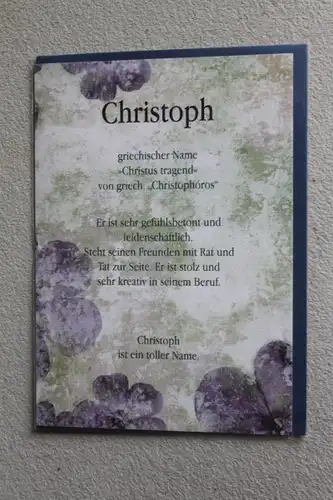 Christoph
griechischer Name
»Christus tragend«
von griech. „Christophóros"
Er ist sehr gefühlsbetont und
leidenschaftlich.
Steht seinen Freunden mit Rat und
Tat zur Seite. Er ist stolz und
sehr kreativ in seinem Beruf.
Christoph
ist ein toller Name.